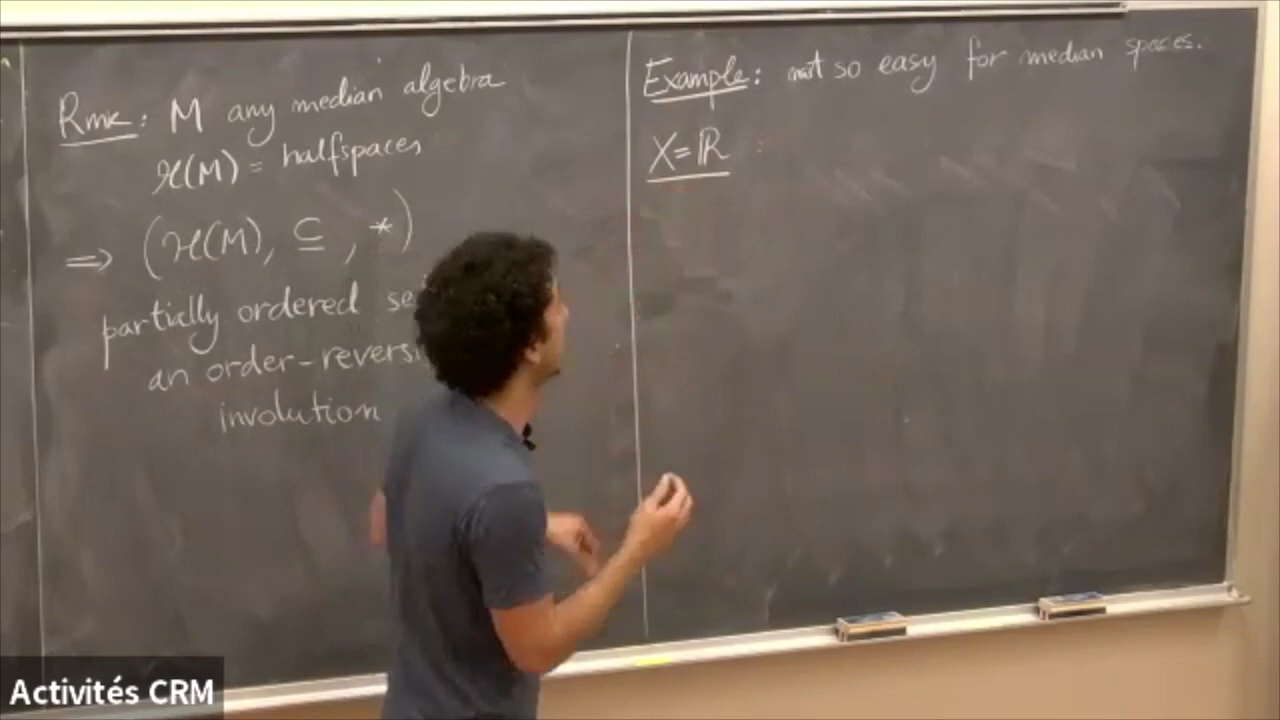 Rmk: M any median algebra
ℋ(M) = halfspaces
⟹ (ℋ(M), ⊆, *)
partially ordered se
an order-reversi
involution
Example: not so easy for median spaces.
X=ℝ :
Activités CRM